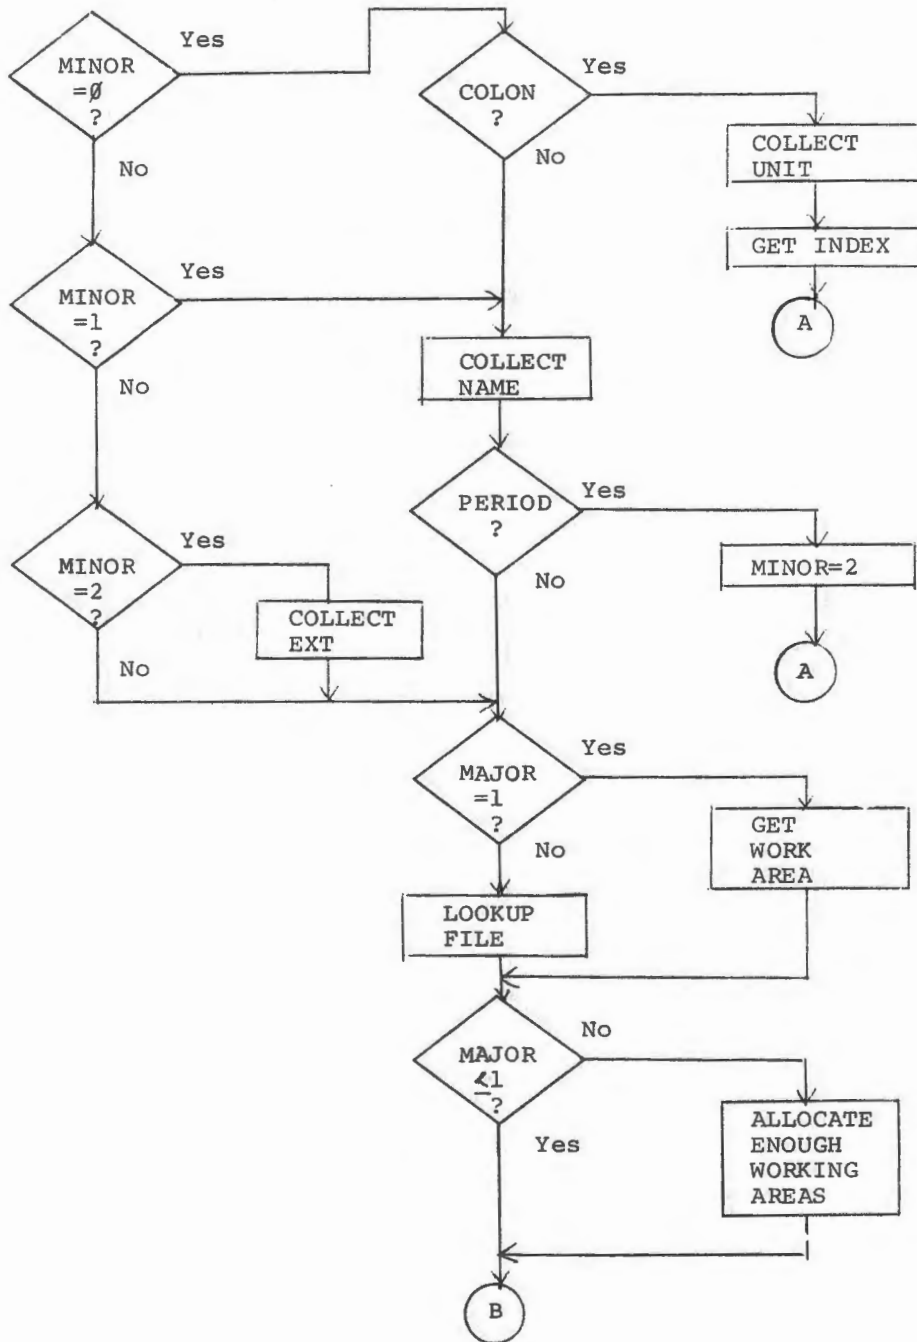 Yes
MINOR
=∅
?
No
COLON
?
Yes
No
COLLECT
UNIT
GET INDEX
A
Yes
MINOR
=1
?
No
COLLECT
NAME
PERIOD
?
Yes
No
MINOR=2
A
Yes
MINOR
=2
?
No
COLLECT
EXT
MAJOR
=1
?
Yes
No
GET
WORK
AREA
LOOKUP
FILE
MAJOR
≤1
?
No
Yes
ALLOCATE
ENOUGH
WORKING
AREAS
B